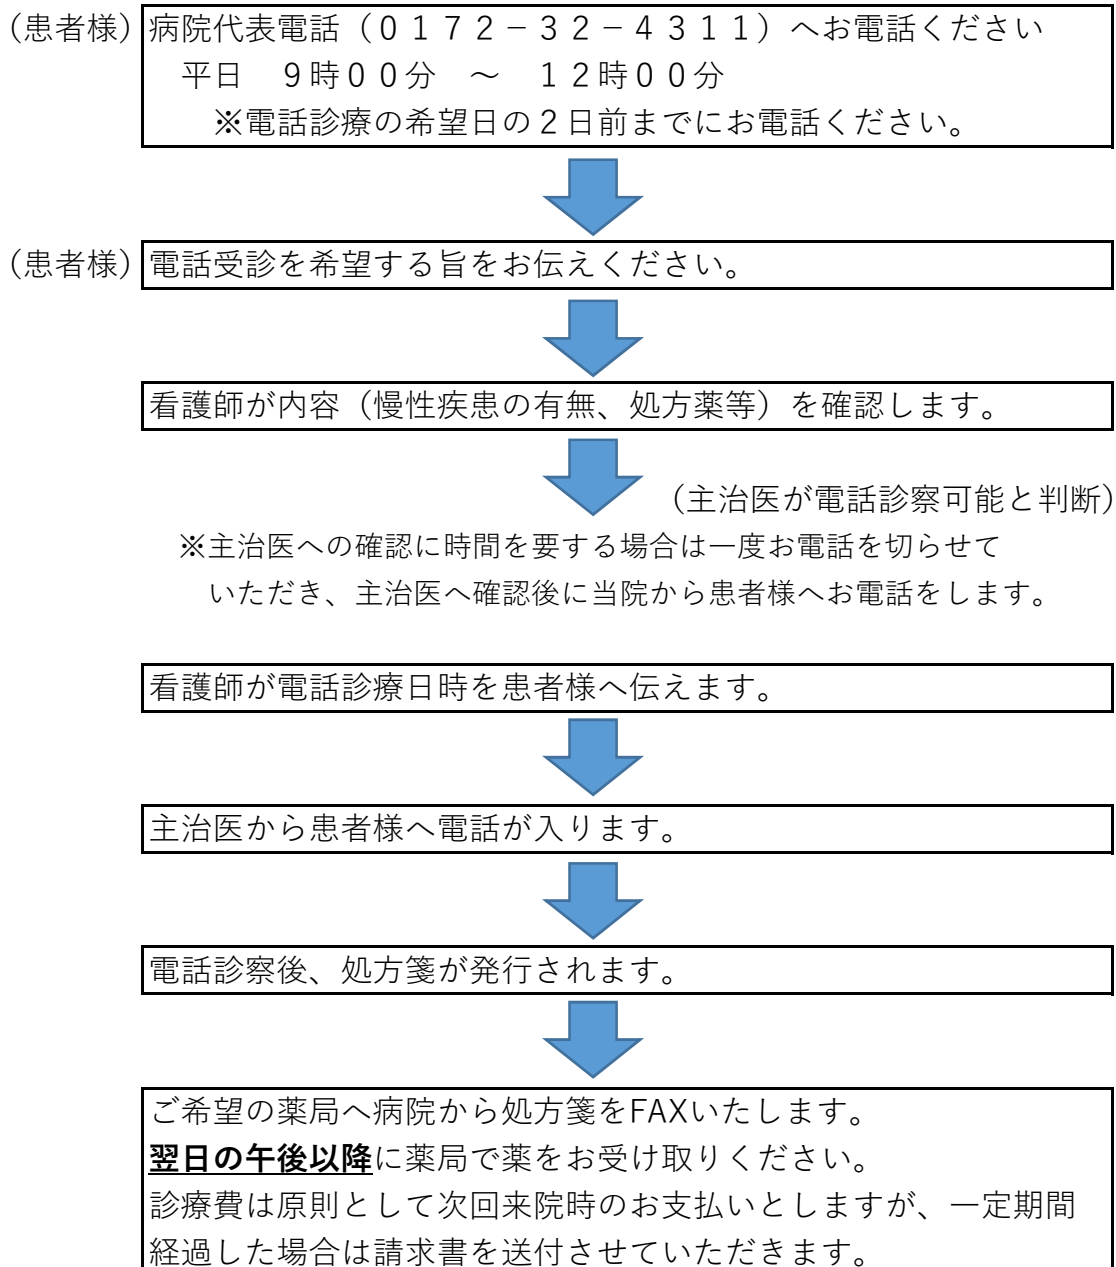 （患者様）病院代表電話（０１７２－３２－４３１１）へお電話ください
平日　９時００分　～　１２時００分
※電話診療の希望日の２日前までにお電話ください。
（患者様）電話受診を希望する旨をお伝えください。
看護師が内容（慢性疾患の有無、処方薬等）を確認します。
（主治医が電話診察可能と判断）
※主治医への確認に時間を要する場合は一度お電話を切らせて
いただき、主治医へ確認後に当院から患者様へお電話をします。
看護師が電話診療日時を患者様へ伝えます。
主治医から患者様へ電話が入ります。
電話診察後、処方箋が発行されます。
ご希望の薬局へ病院から処方箋をFAXいたします。
翌日の午後以降に薬局で薬をお受け取りください。
診療費は原則として次回来院時のお支払いとしますが、一定期間
経過した場合は請求書を送付させていただきます。